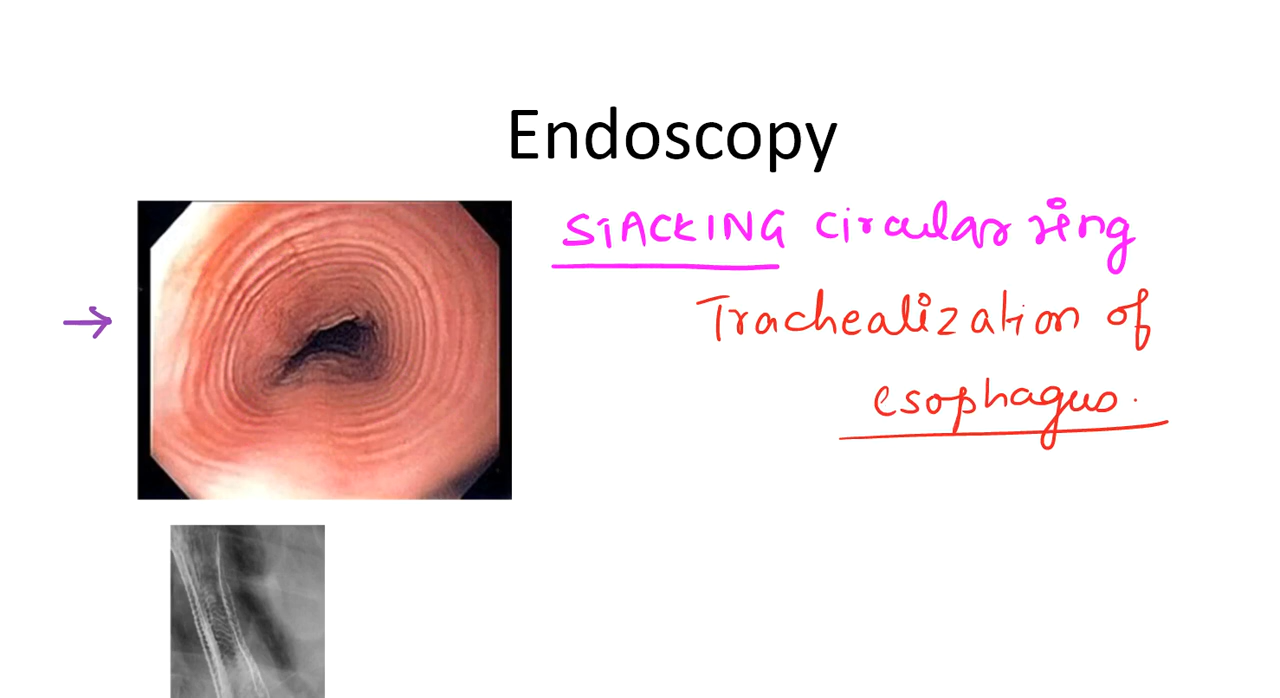 Endoscopy
STACKING Circular ring
Trachealization of
esophagus.